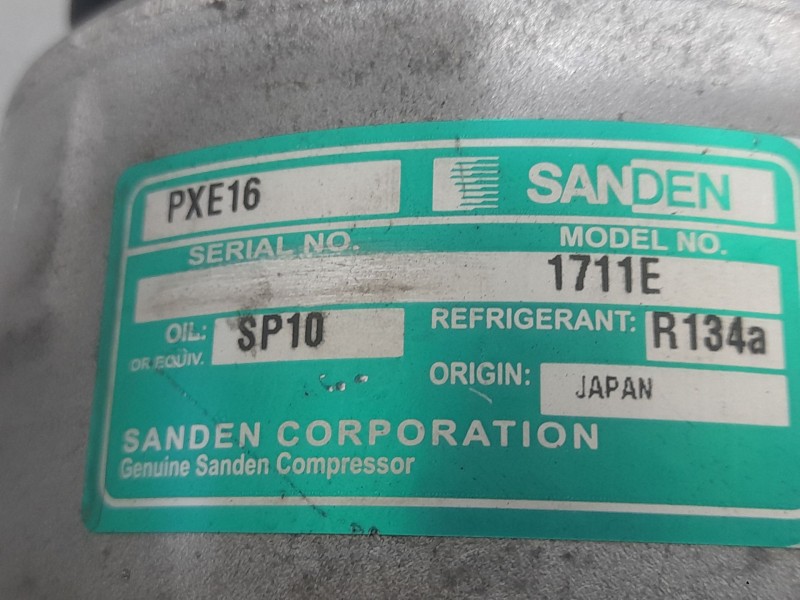 PXE16
SANDEN
SERIAL NO.
MODEL NO.
1711E
OIL: SP10
OR EQUIV.
REFRIGERANT: R134a
ORIGIN: JAPAN
SANDEN CORPORATION
Genuine Sanden Compressor